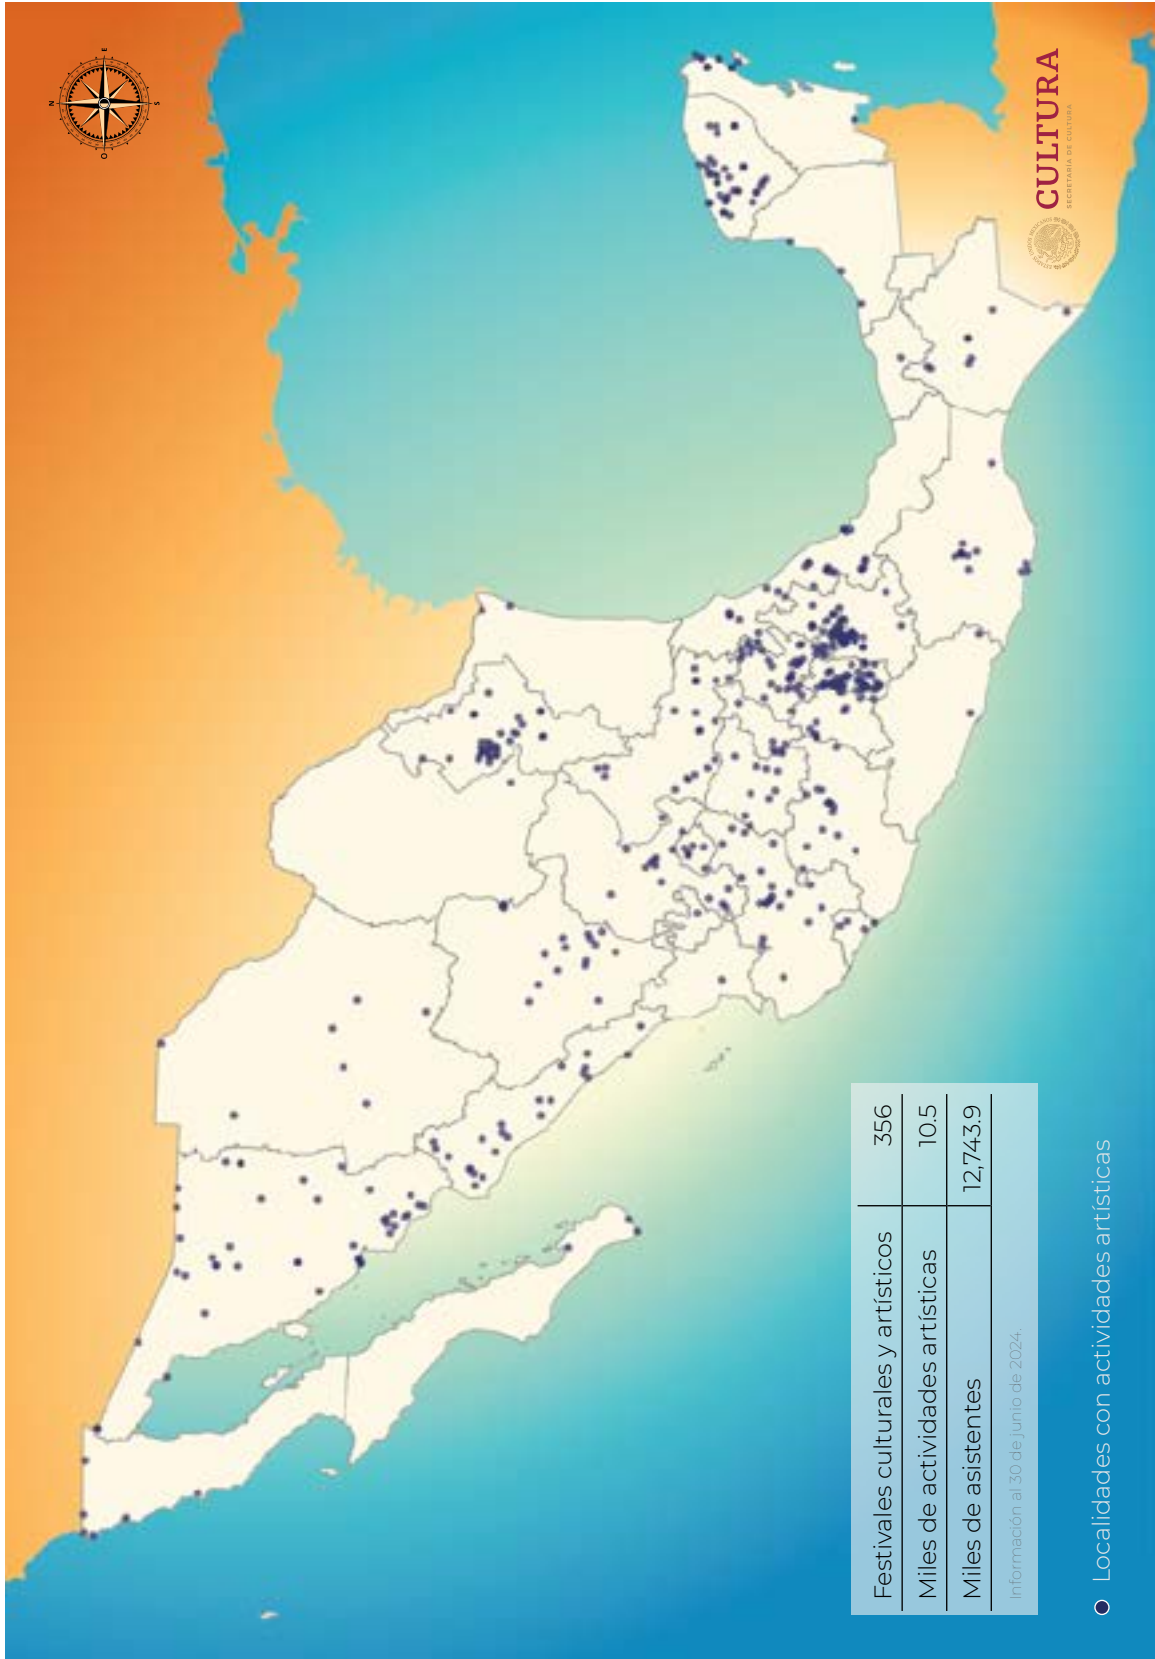 N
E
S
O
CULTURA
SECRETARÍA DE CULTURA
Festivales culturales y artísticos 356
Miles de actividades artísticas 10.5
Miles de asistentes 12,743.9
Información al 30 de junio de 2024.
Localidades con actividades artísticas